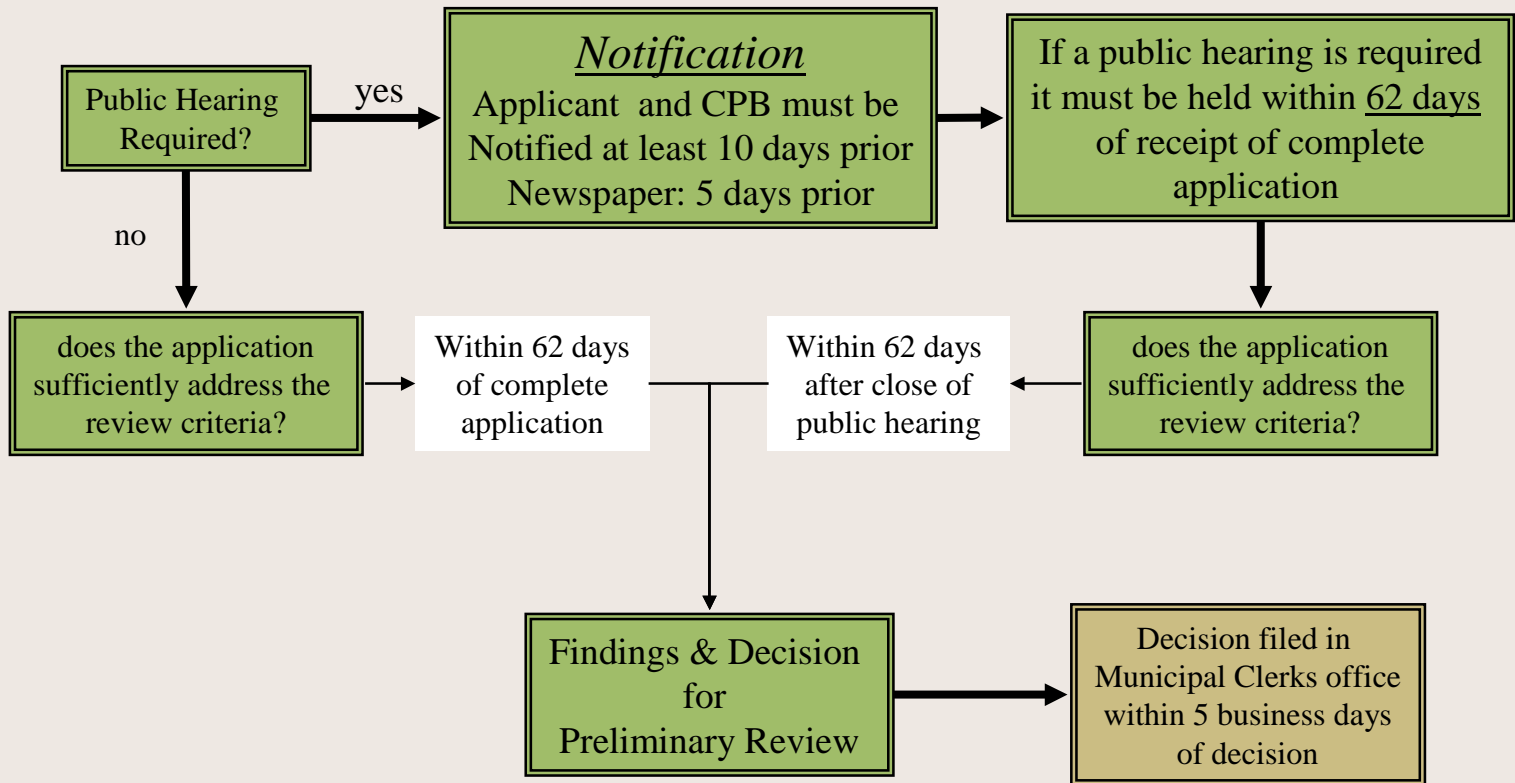 Public Hearing
Required?
yes
Notification
Applicant and CPB must be
Notified at least 10 days prior
Newspaper: 5 days prior
If a public hearing is required
it must be held within 62 days
of receipt of complete
application
no
does the application
sufficiently address the
review criteria?
Within 62 days
of complete
application
Within 62 days
after close of
public hearing
does the application
sufficiently address the
review criteria?
Findings & Decision
for
Preliminary Review
Decision filed in
Municipal Clerks office
within 5 business days
of decision